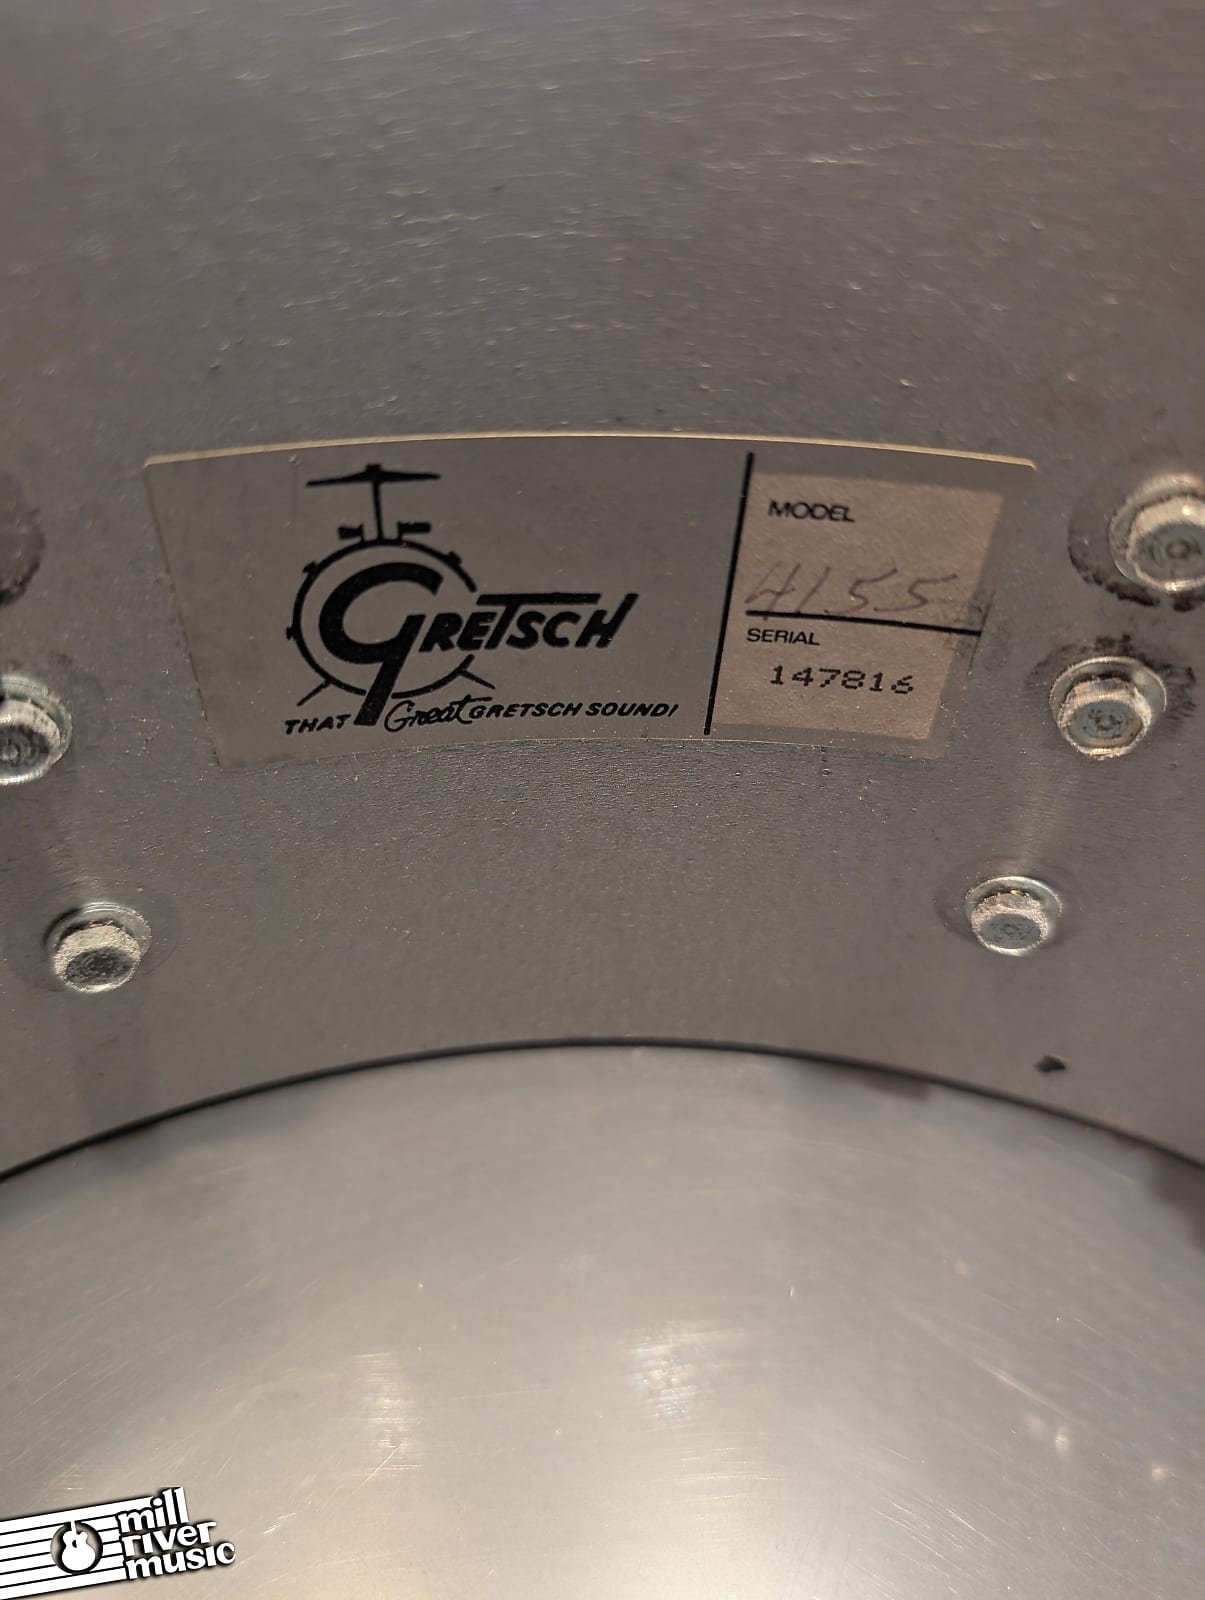 GRETSCH
THAT Great GRETSCH SOUND!
MODEL
4155
SERIAL
147816
mill
river
music